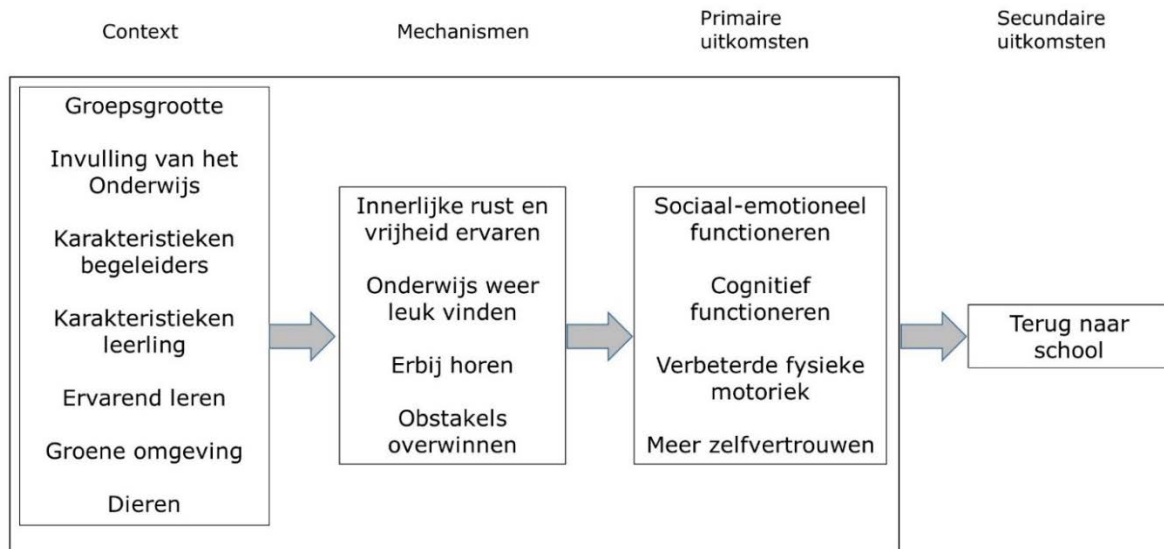 Context
Mechanismen
Primaire
uitkomsten
Secundaire
uitkomsten
Groepsgrootte
Invulling van het
Onderwijs
Karakteristieken
begeleiders
Karakteristieken
leerling
Ervarend leren
Groene omgeving
Dieren
Innerlijke rust en
vrijheid ervaren
Onderwijs weer
leuk vinden
Erbij horen
Obstakels
overwinnen
Sociaal-emotioneel
functioneren
Cognitief
functioneren
Verbeterde fysieke
motoriek
Meer zelfvertrouwen
Terug naar
school